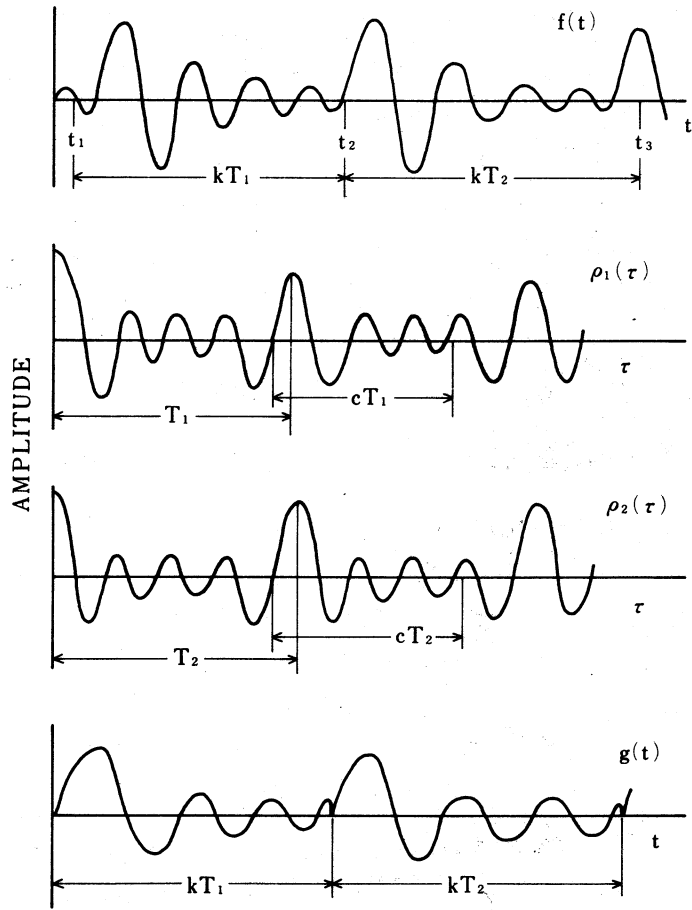 f(t)
t
t₁
t₂
t₃
kT₁
kT₂
AMPLITUDE
ρ₁(τ)
τ
T₁
cT₁
ρ₂(τ)
τ
T₂
cT₂
g(t)
t
kT₁
kT₂